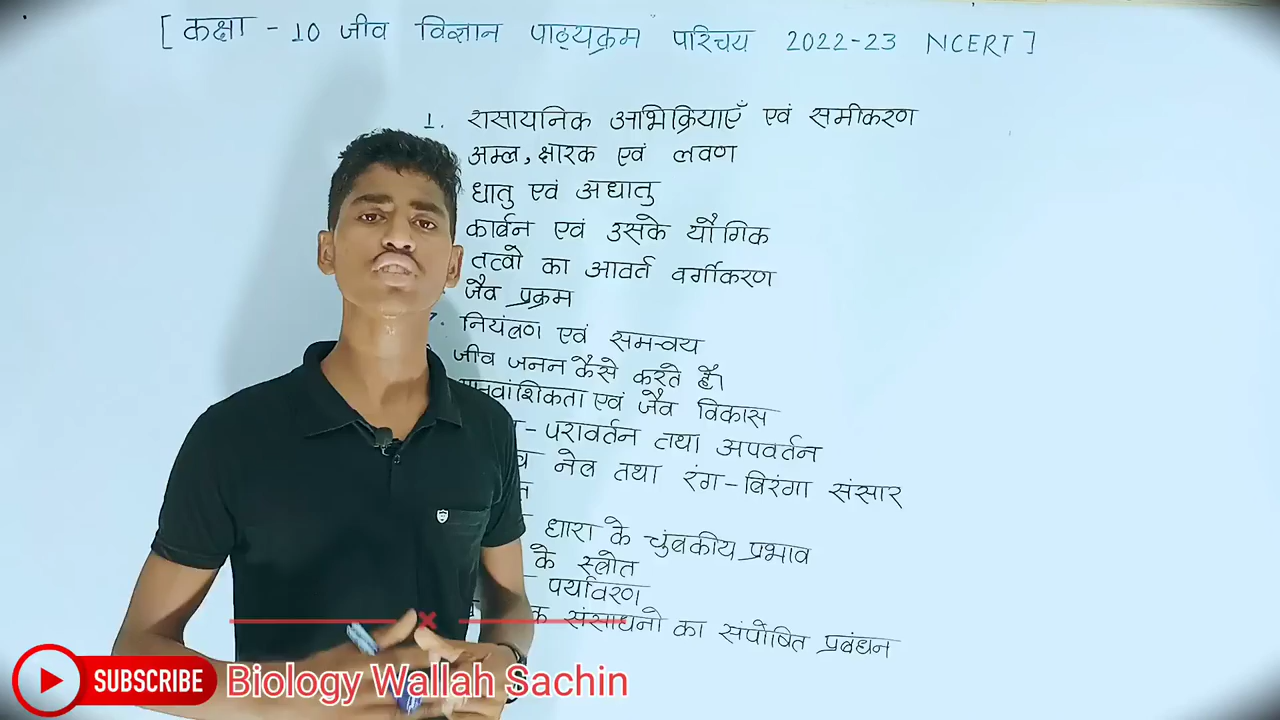 [ कक्षा - 10 जीव विज्ञान पाठ्यक्रम परिचय 2022-23 NCERT ]
1. रासायनिक अभिक्रियाएँ एवं समीकरण
अम्ल, क्षारक एवं लवण
धातु एवं अधातु
कार्बन एवं उसके यौगिक
तत्वो का आवर्त वर्गीकरण
जैव प्रक्रम
नियंत्रण एवं समन्वय
जीव जनन कैसे करते है।
एवं जैव विकास
- परावर्तन तथा अपवर्तन
नेत्र तथा रंग-बिरंगा संसार
धारा के चुंबकीय प्रभाव
के स्त्रोत
पर्यावरण
संसाधनो का संपोषित प्रबंधन
SUBSCRIBE
Biology Wallah Sachin